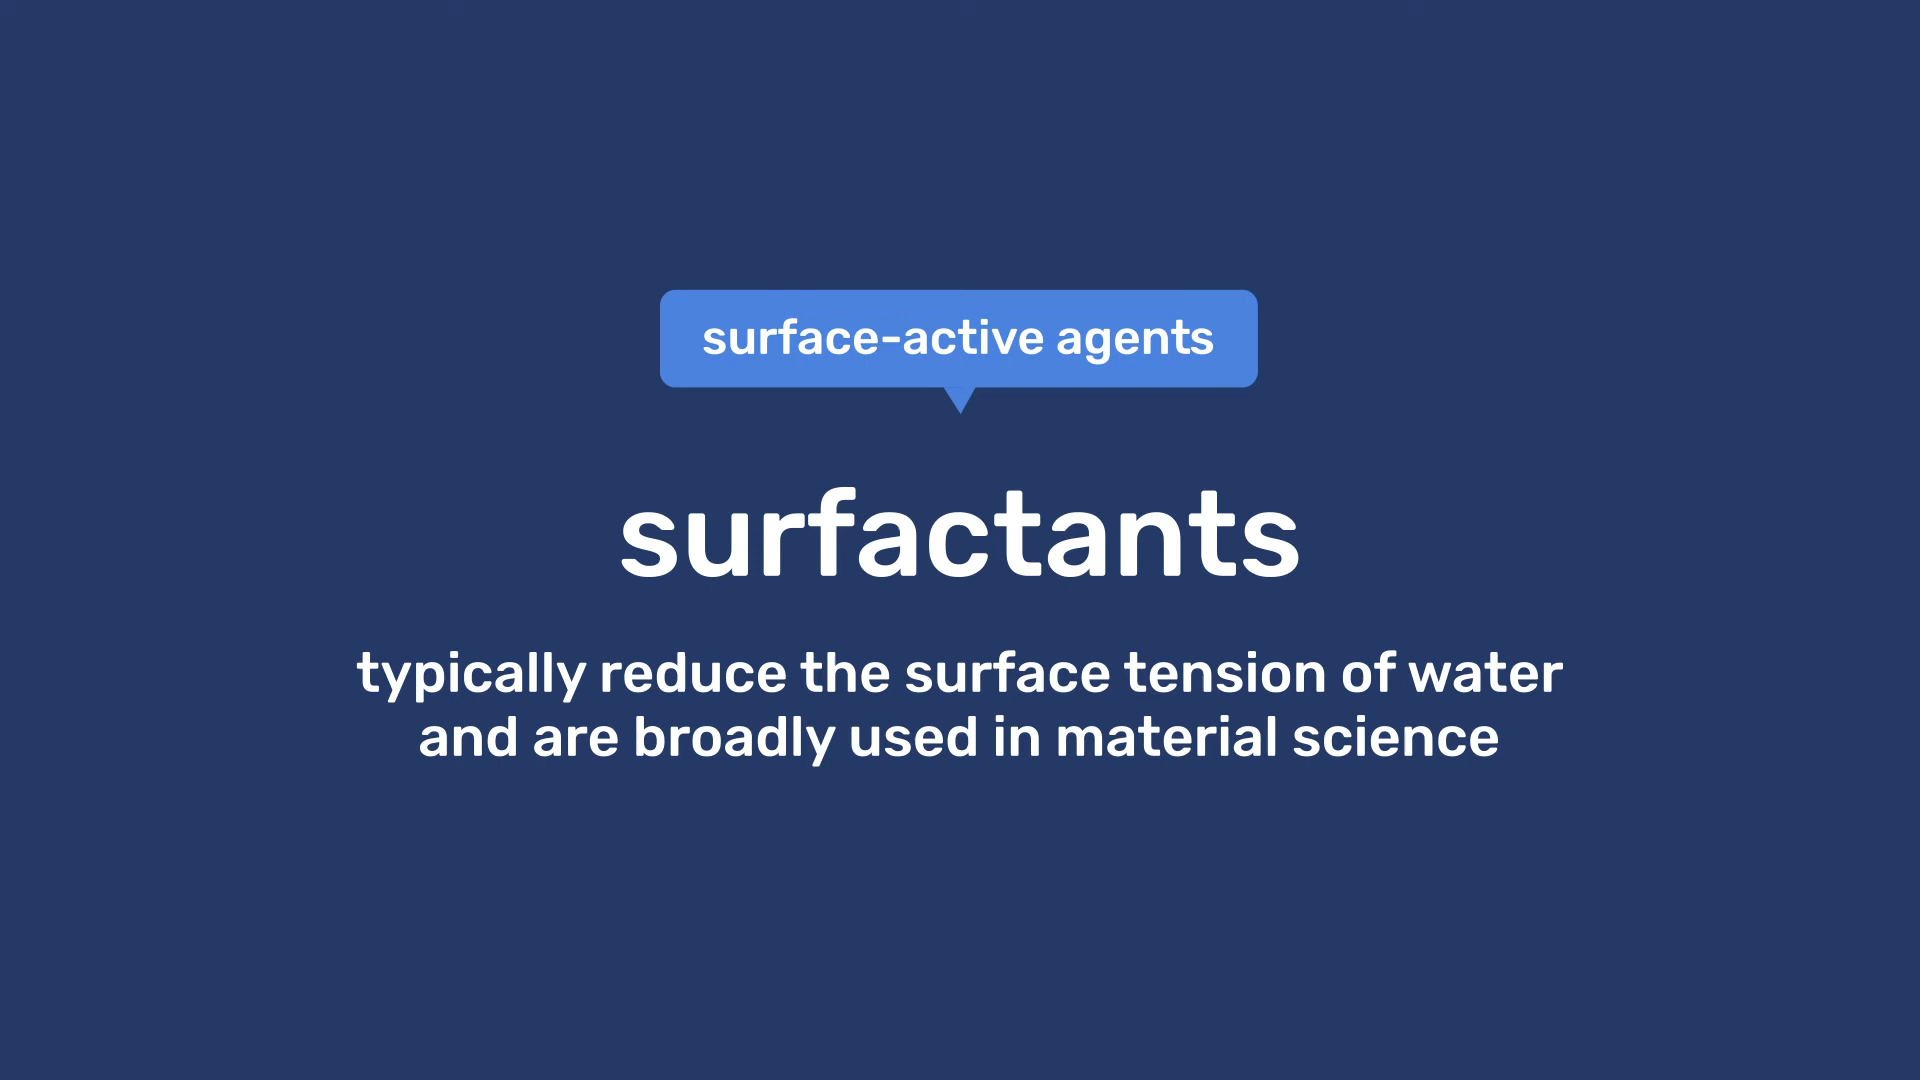 surface-active agents
surfactants
typically reduce the surface tension of water
and are broadly used in material science